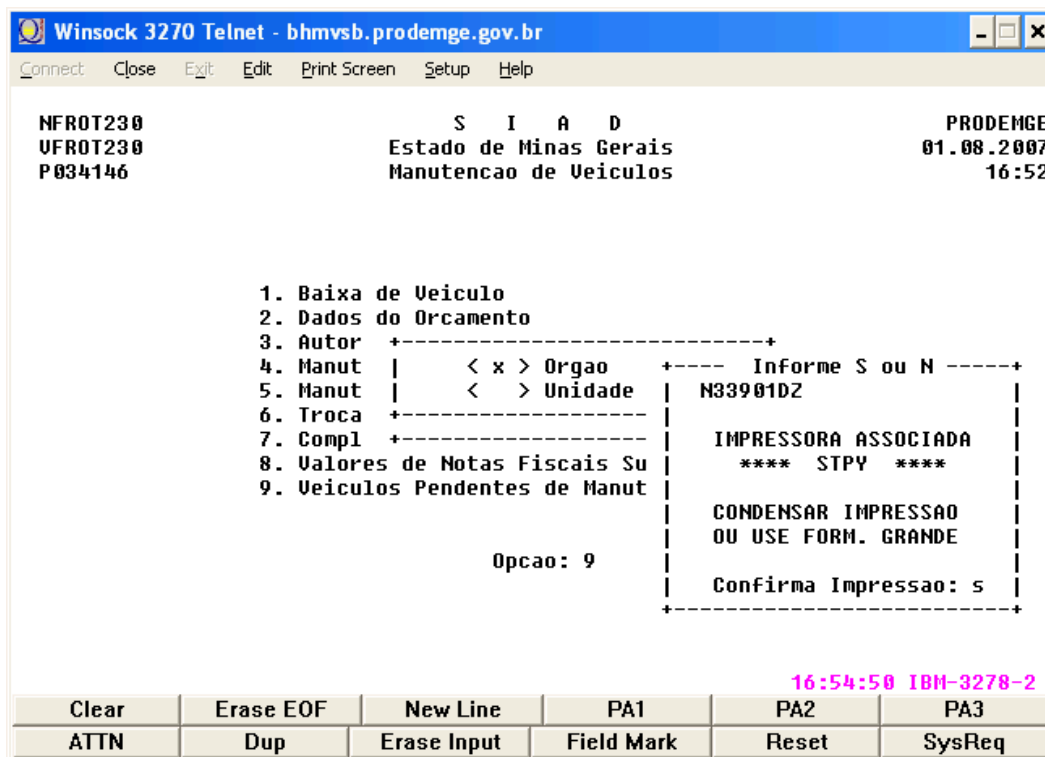 Winsock 3270 Telnet - bhmvsb.prodemge.gov.br
Connect Close Exit Edit Print Screen Setup Help
NFROT230 S I A D PRODEMGE
VFROT230 Estado de Minas Gerais 01.08.2007
P034146 Manutencao de Veiculos 16:52
1. Baixa de Veiculo
2. Dados do Orcamento
3. Autor +------------------------------+
4. Manut | < x > Orgao +---- Informe S ou N -----+
5. Manut | < > Unidade | N33901DZ |
6. Troca +-------------------- | |
7. Compl +-------------------- | IMPRESSORA ASSOCIADA |
8. Valores de Notas Fiscais Su | **** STPY **** |
9. Veiculos Pendentes de Manut | |
| CONDENSAR IMPRESSAO |
| OU USE FORM. GRANDE |
Opcao: 9 | |
| Confirma Impressao: s |
+--------------------------+
16:54:50 IBM-3278-2
Clear Erase EOF New Line PA1 PA2 PA3
ATTN Dup Erase Input Field Mark Reset SysReq